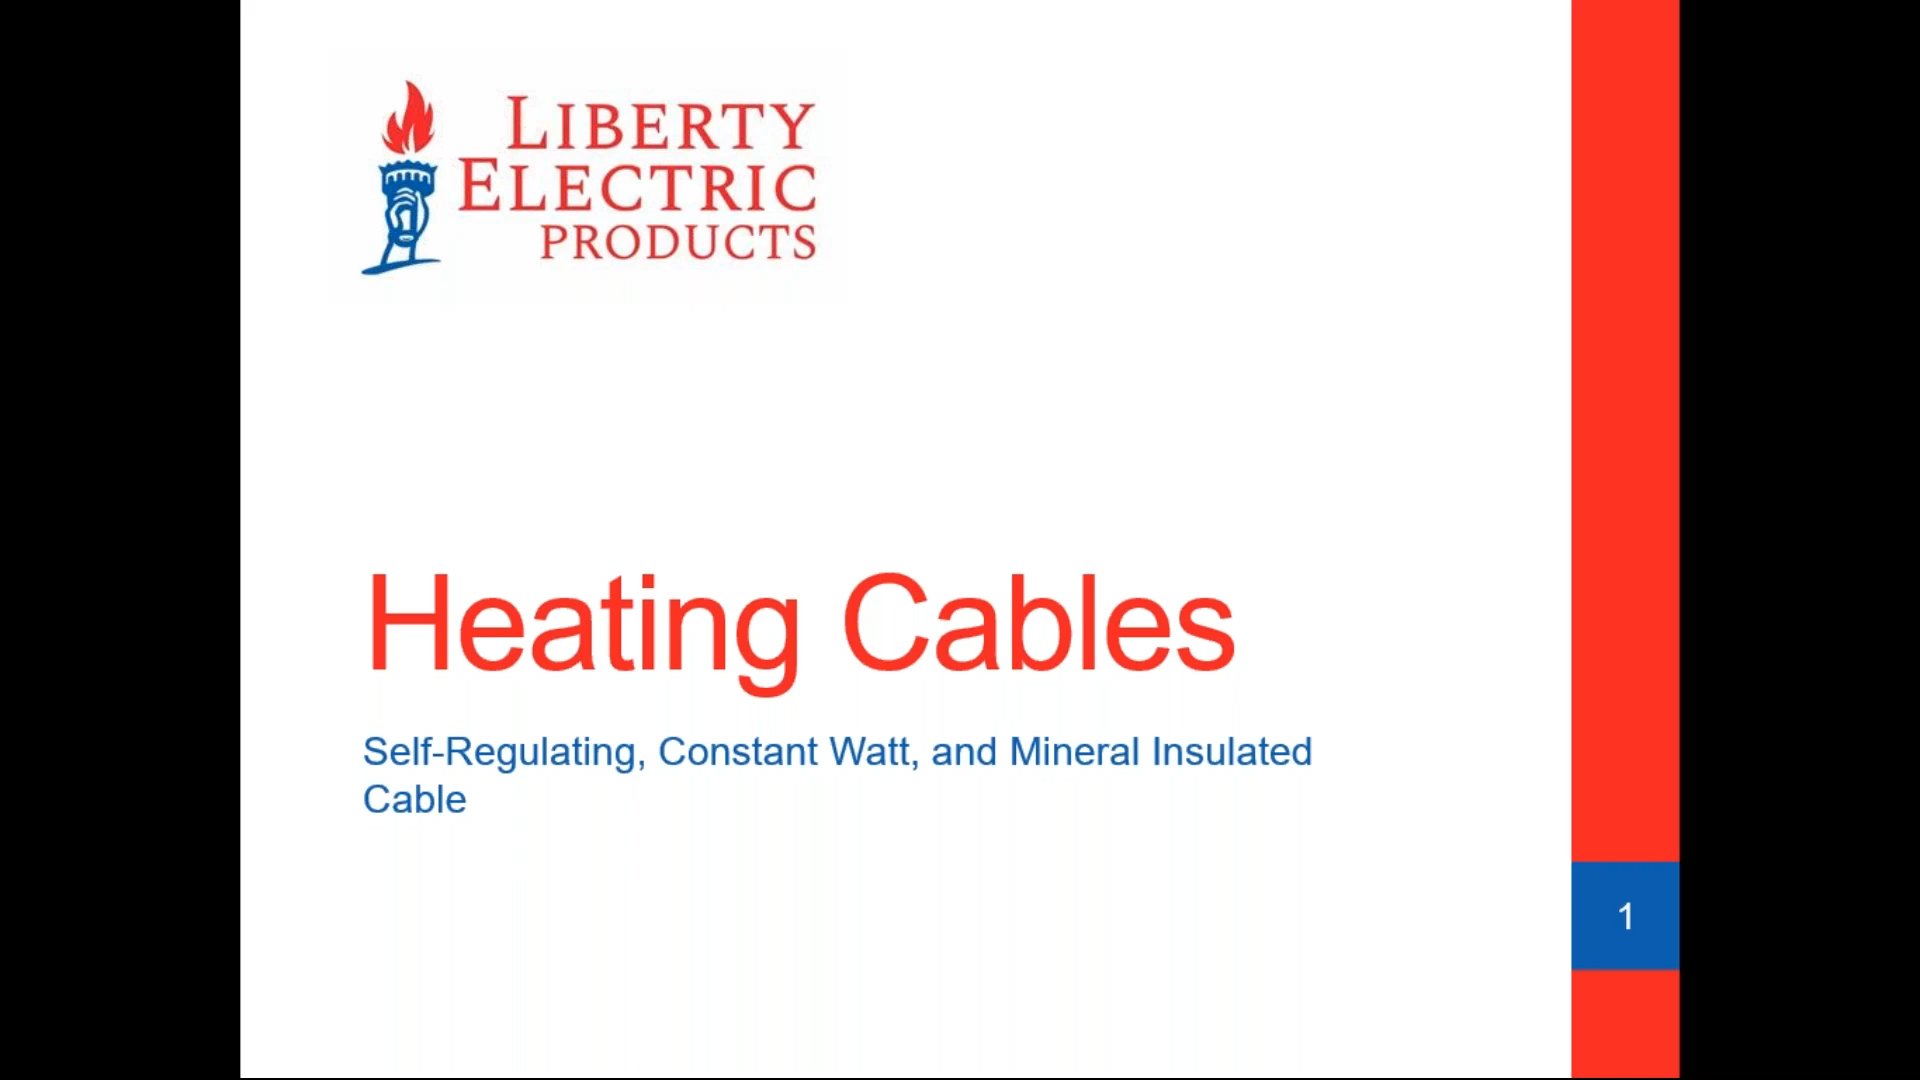 LIBERTY
ELECTRIC
PRODUCTS
Heating Cables
Self-Regulating, Constant Watt, and Mineral Insulated
Cable
1